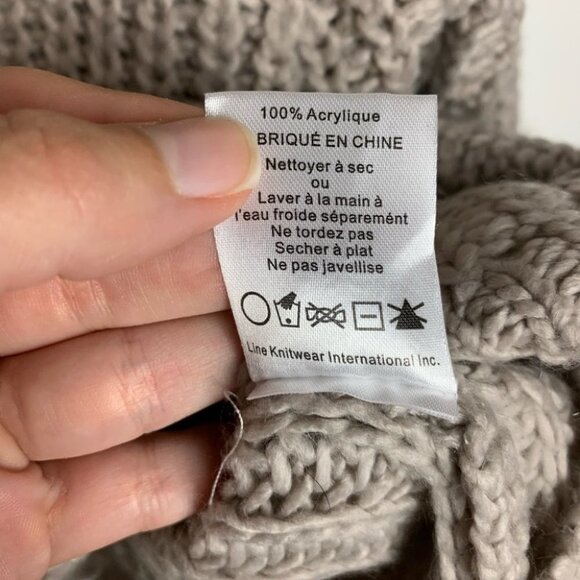 100% Acrylique
BRIQUÉ EN CHINE
Nettoyer à sec
ou
Laver à la main à
l'eau froide séparément
Ne tordez pas
Secher à plat
Ne pas javellise
Line Knitwear International Inc.